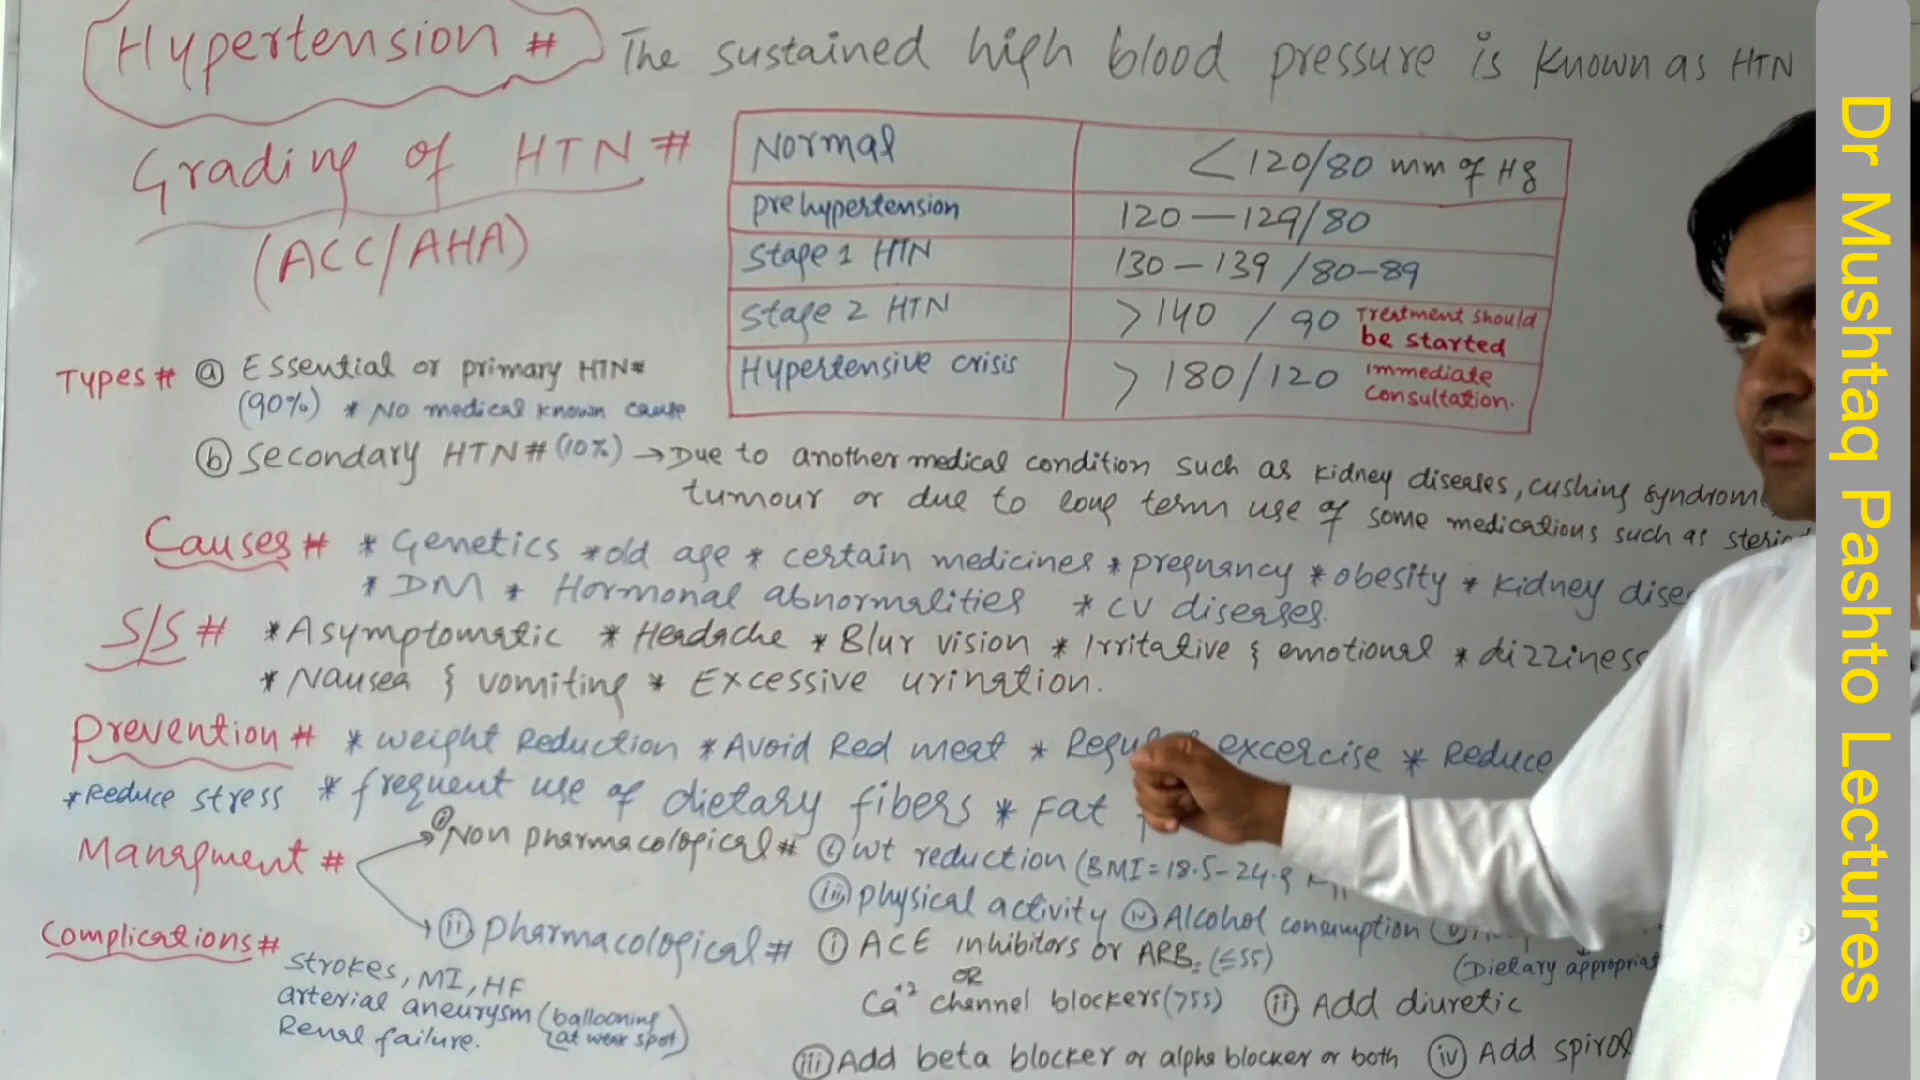 Hypertension # The sustained high blood pressure is known as HTN
Grading of HTN #
(ACC/AHA)
Normal <120/80 mm of Hg
prehypertension 120—129/80
Stage 1 HTN 130—139/80-89
Stage 2 HTN >140/90 Treatment should be started
Hypertensive crisis >180/120 Immediate consultation.
Types # ⓐ Essential or primary HTN #
(90%) * No medical known cause
ⓑ Secondary HTN # (10%) → Due to another medical condition such as kidney diseases, cushing syndrome
tumour or due to long term use of some medications such as
Causes # * Genetics * old age * certain medicines * pregnancy * obesity * kidney
* DM * Hormonal abnormalities * CV diseases.
S/S # * Asymptomatic * Headache * Blur vision * Irritative & emotional * dizziness
* Nausea & vomiting * Excessive urination.
Prevention # * weight Reduction * Avoid Red meat * excercise * Reduce
* Reduce stress * frequent use of dietary fibers * Fat
Managment # ⓘ Non pharmacological # ⓘ wt reduction (BMI = 18.5-24.9
ⓘⓘⓘ physical activity ⓘⓥ Alcohol consumption
(Dietary
ⓘⓘ pharmacological # ⓘ ACE inhibitors or ARB. (≤55)
OR
Ca+2 channel blockers (>55) ⓘⓘ Add diuretic
ⓘⓘⓘ Add beta blocker or alpha blocker or both ⓘⓥ Add
Complications #
Strokes, MI, HF
arterial aneurysm (ballooning at weak spot)
Renal failure.
Dr Mushtaq Pashto Lectures